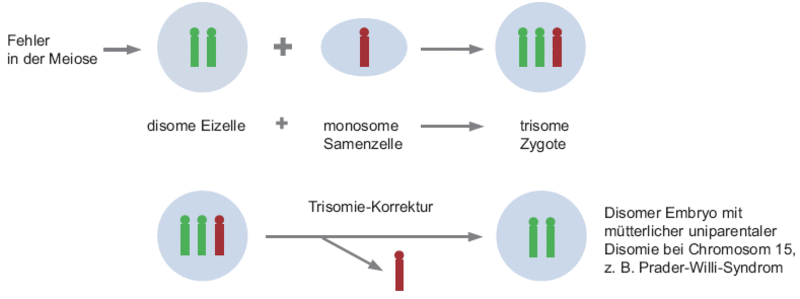 Fehler
in der Meiose
+
disome Eizelle
+
monosome
Samenzelle
trisome
Zygote
Trisomie-Korrektur
Disomer Embryo mit
mütterlicher uniparentaler
Disomie bei Chromosom 15,
z. B. Prader-Willi-Syndrom